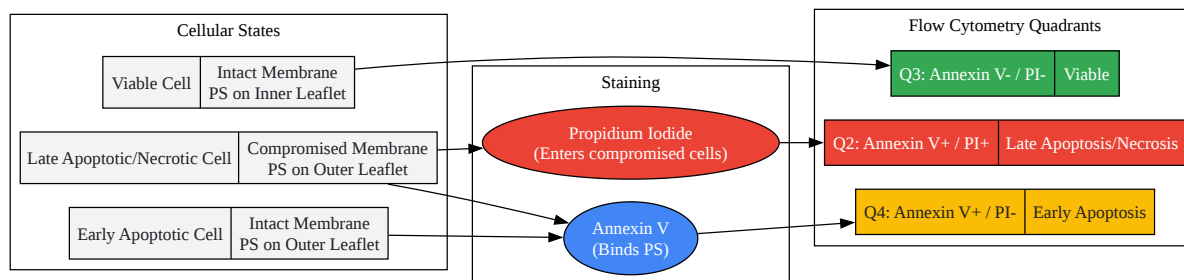 Cellular States
Viable Cell
Intact Membrane
PS on Inner Leaflet
Late Apoptotic/Necrotic Cell
Compromised Membrane
PS on Outer Leaflet
Early Apoptotic Cell
Intact Membrane
PS on Outer Leaflet
Staining
Propidium Iodide
(Enters compromised cells)
Annexin V
(Binds PS)
Flow Cytometry Quadrants
Q3: Annexin V- / PI-
Viable
Q2: Annexin V+ / PI+
Late Apoptosis/Necrosis
Q4: Annexin V+ / PI-
Early Apoptosis